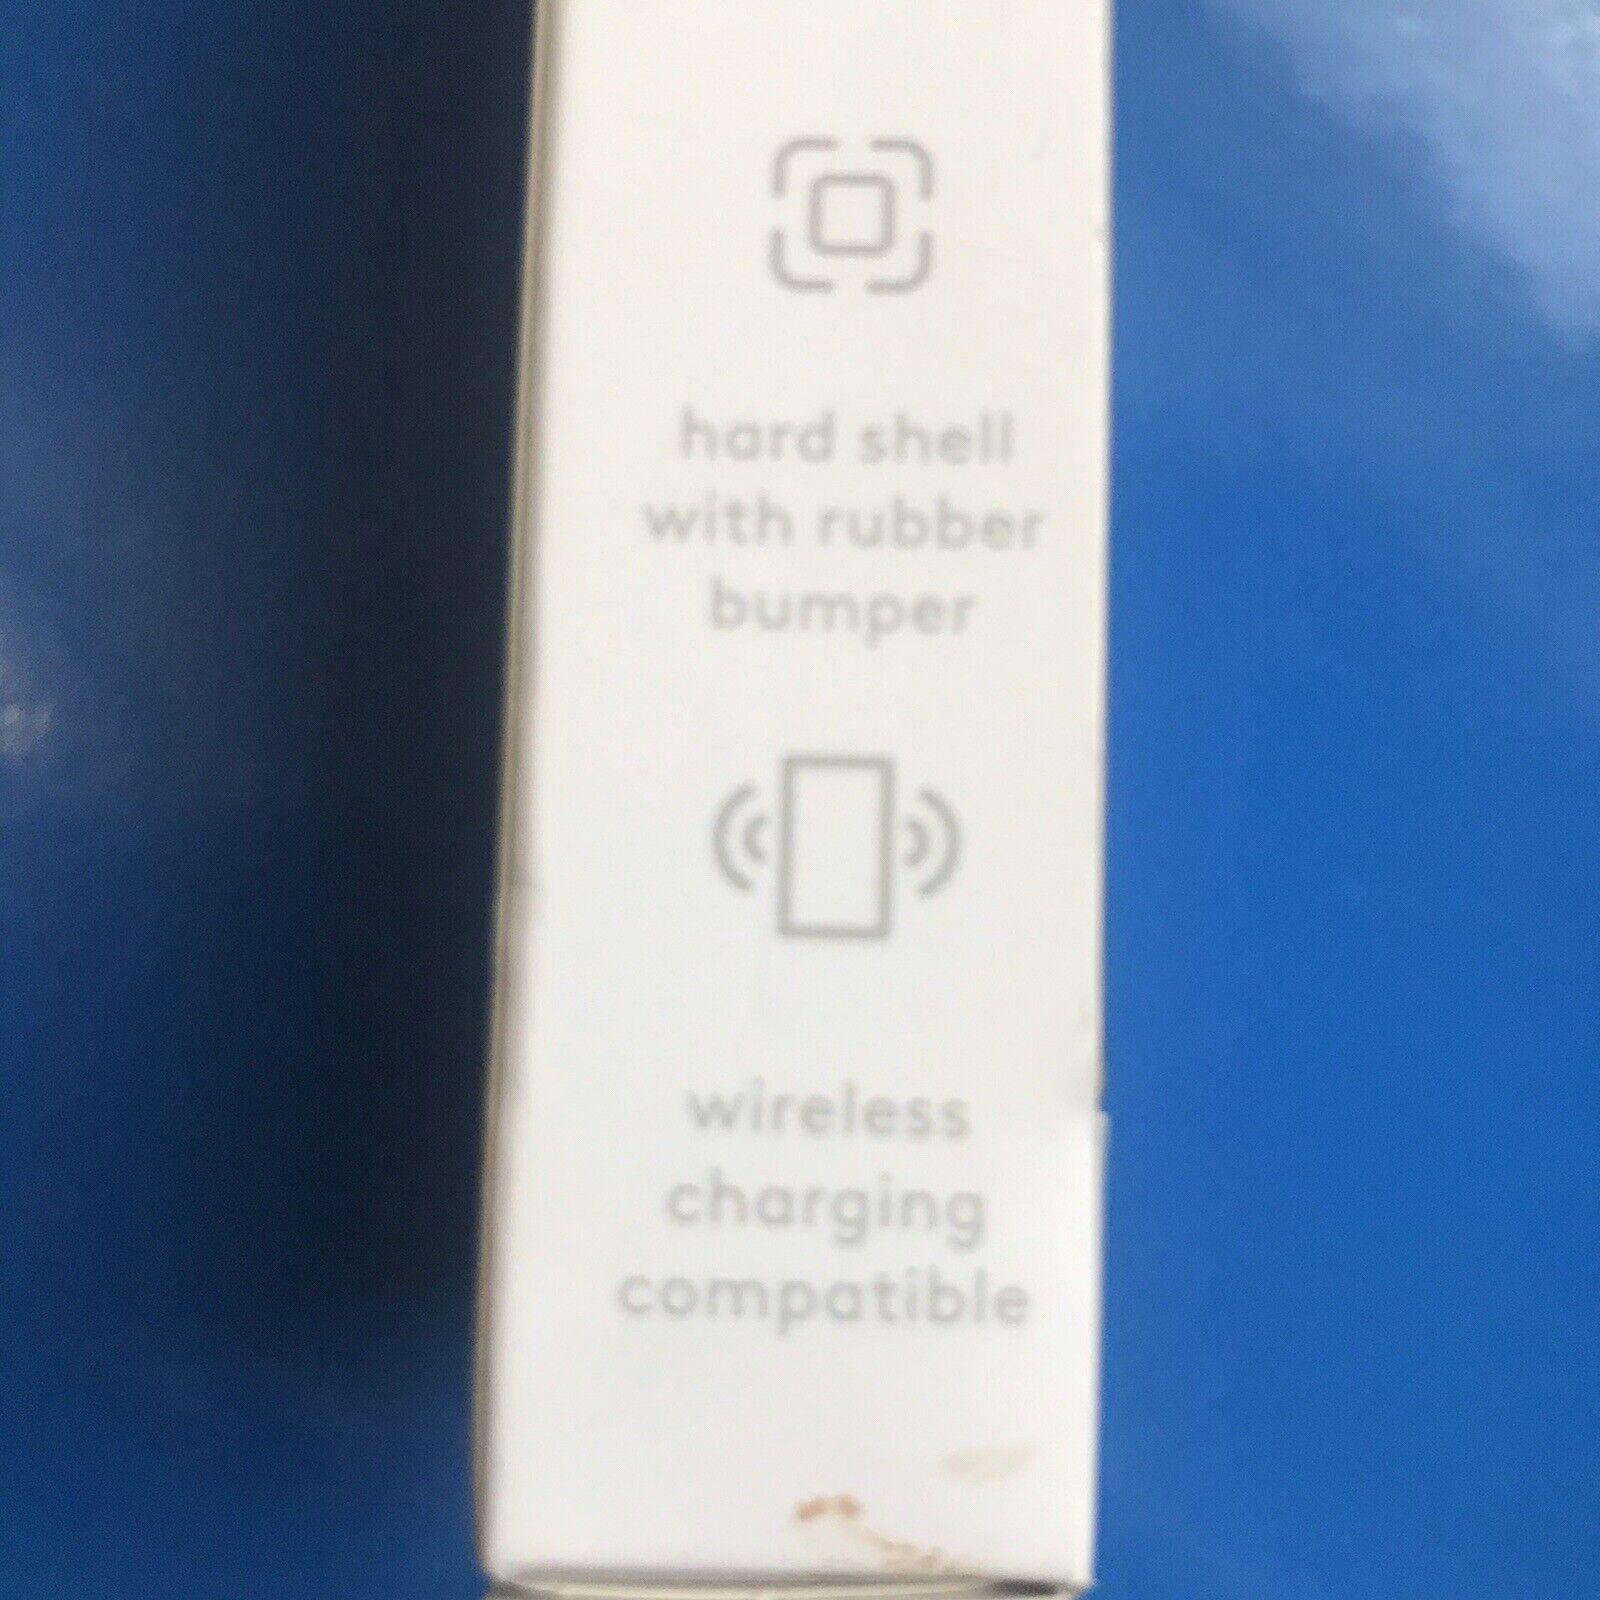 hard shell
with rubber
bumper
wireless
charging
compatible